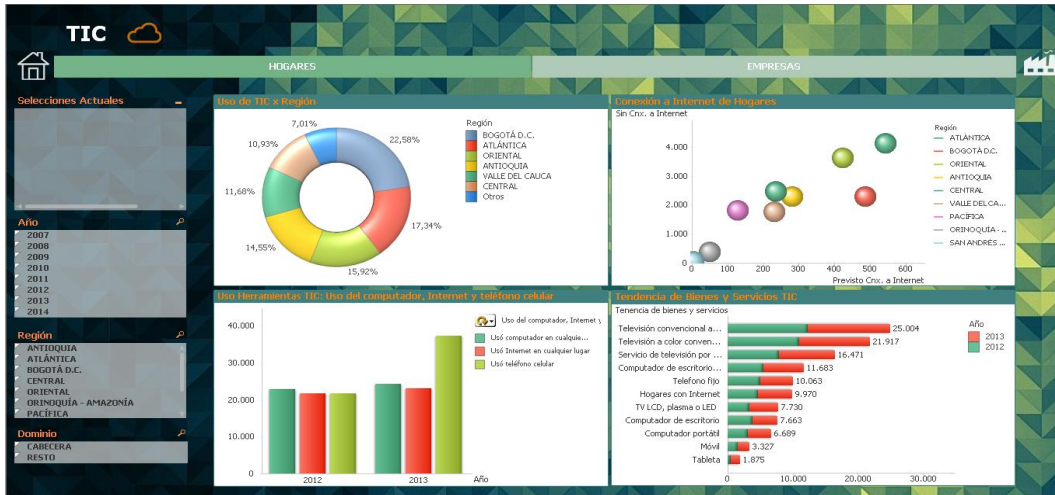 TIC
HOGARES
EMPRESAS
Selecciones Actuales
Año
2007
2008
2009
2010
2011
2012
2013
2014
Región
ANTIOQUIA
ATLÁNTICA
BOGOTÁ D.C.
CENTRAL
ORIENTAL
ORINOQUÍA - AMAZONÍA
PACÍFICA
Dominio
CABECERA
RESTO
Uso de TIC x Región
7,01%
22,58%
10,93%
11,68%
17,34%
14,55%
15,92%
Región
BOGOTÁ D.C.
ATLÁNTICA
ORIENTAL
ANTIOQUIA
VALLE DEL CAUCA
CENTRAL
Otros
Conexión a Internet de Hogares
Sin Cnx. a Internet
4.000
3.000
2.000
1.000
0
0 100 200 300 400 500 600
Previsto Cnx. a Internet
Región
ATLÁNTICA
BOGOTÁ D.C.
ORIENTAL
ANTIOQUIA
CENTRAL
VALLE DEL CA...
PACÍFICA
ORINOQUÍA - ...
SAN ANDRÉS ...
Uso Herramientas TIC: Uso del computador, Internet y teléfono celular
40.000
30.000
20.000
10.000
0
2012 2013 Año
Uso del computador, Internet y
Usó computador en cualquie...
Usó Internet en cualquier lugar
Usó teléfono celular
Tendencia de Bienes y Servicios TIC
Tenencia de bienes y servicios
Televisión convencional a... 25.004
Televisión a color conven... 21.917
Servicio de televisión por ... 16.471
Computador de escritorio... 11.683
Telefono fijo 10.063
Hogares con Internet 9.970
TV LCD, plasma o LED 7.730
Computador de escritorio 7.663
Computador portátil 6.689
Móvil 3.327
Tableta 1.875
0 10.000 20.000 30.000
Año
2013
2012